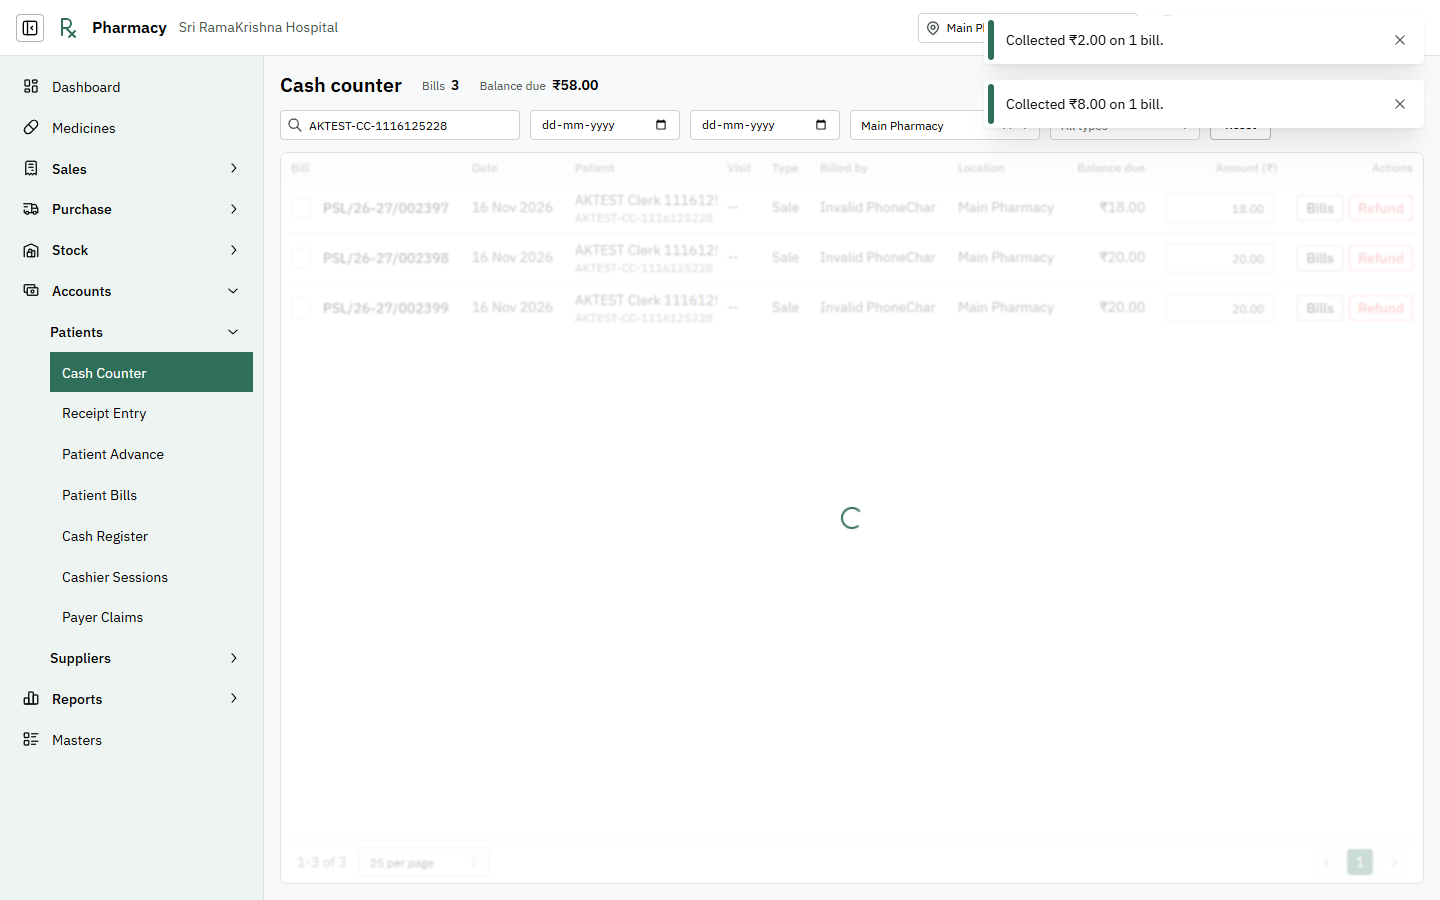 Pharmacy Sri RamaKrishna Hospital
Main P
Collected ₹2.00 on 1 bill.
Collected ₹8.00 on 1 bill.
Dashboard
Medicines
Sales
Purchase
Stock
Accounts
Patients
Cash Counter
Receipt Entry
Patient Advance
Patient Bills
Cash Register
Cashier Sessions
Payer Claims
Suppliers
Reports
Masters
Cash counter Bills 3 Balance due ₹58.00
AKTEST-CC-1116125228 dd-mm-yyyy dd-mm-yyyy Main Pharmacy All types Reset
Bill Date Patient Visit Type Billed by Location Balance due Amount (₹) Actions
PSL/26-27/002397 16 Nov 2026 AKTEST Clerk 111612 -- Sale Invalid PhoneChar Main Pharmacy ₹18.00 18.00 Bills Refund
AKTEST-CC-1116125228
PSL/26-27/002398 16 Nov 2026 AKTEST Clerk 111612 -- Sale Invalid PhoneChar Main Pharmacy ₹20.00 20.00 Bills Refund
AKTEST-CC-1116125228
PSL/26-27/002399 16 Nov 2026 AKTEST Clerk 111612 -- Sale Invalid PhoneChar Main Pharmacy ₹20.00 20.00 Bills Refund
AKTEST-CC-1116125228
1-3 of 3 25 per page 1